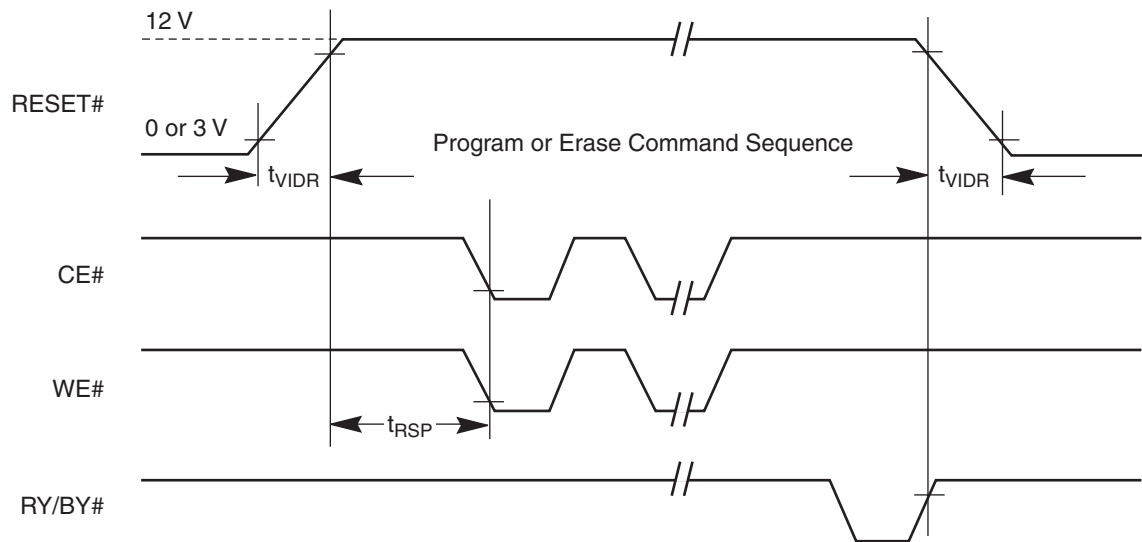 12 V
RESET#
0 or 3 V
Program or Erase Command Sequence
tVIDR
tVIDR
CE#
WE#
tRSP
RY/BY#